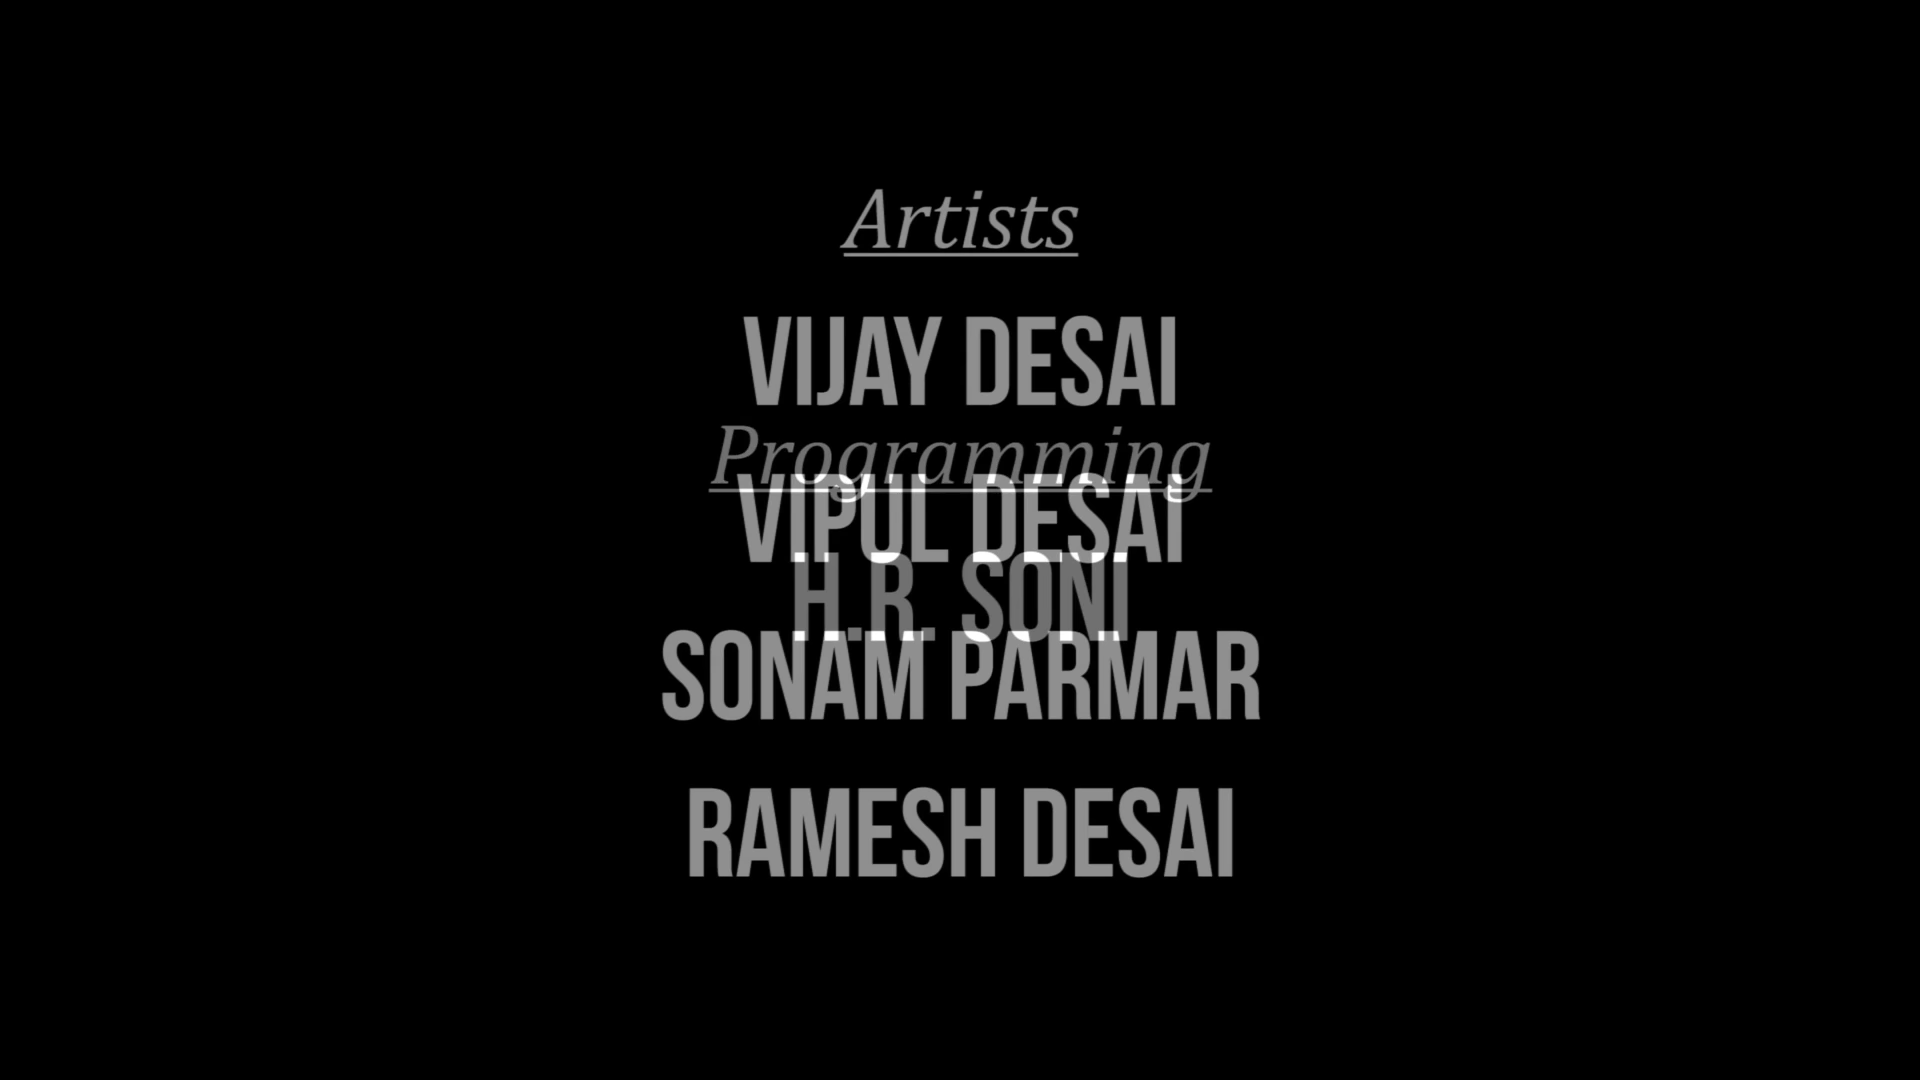 Artists
VIJAY DESAI
Programming
VIPUL DESAI
H.R. SONI
SONAM PARMAR
RAMESH DESAI